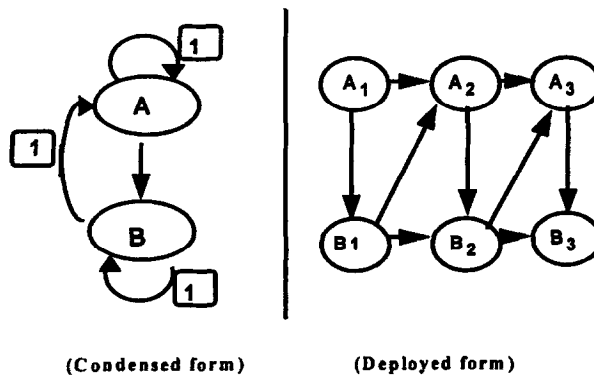 1
A
1
B
1
A1 A2 A3
B1 B2 B3
(Condensed form) (Deployed form)